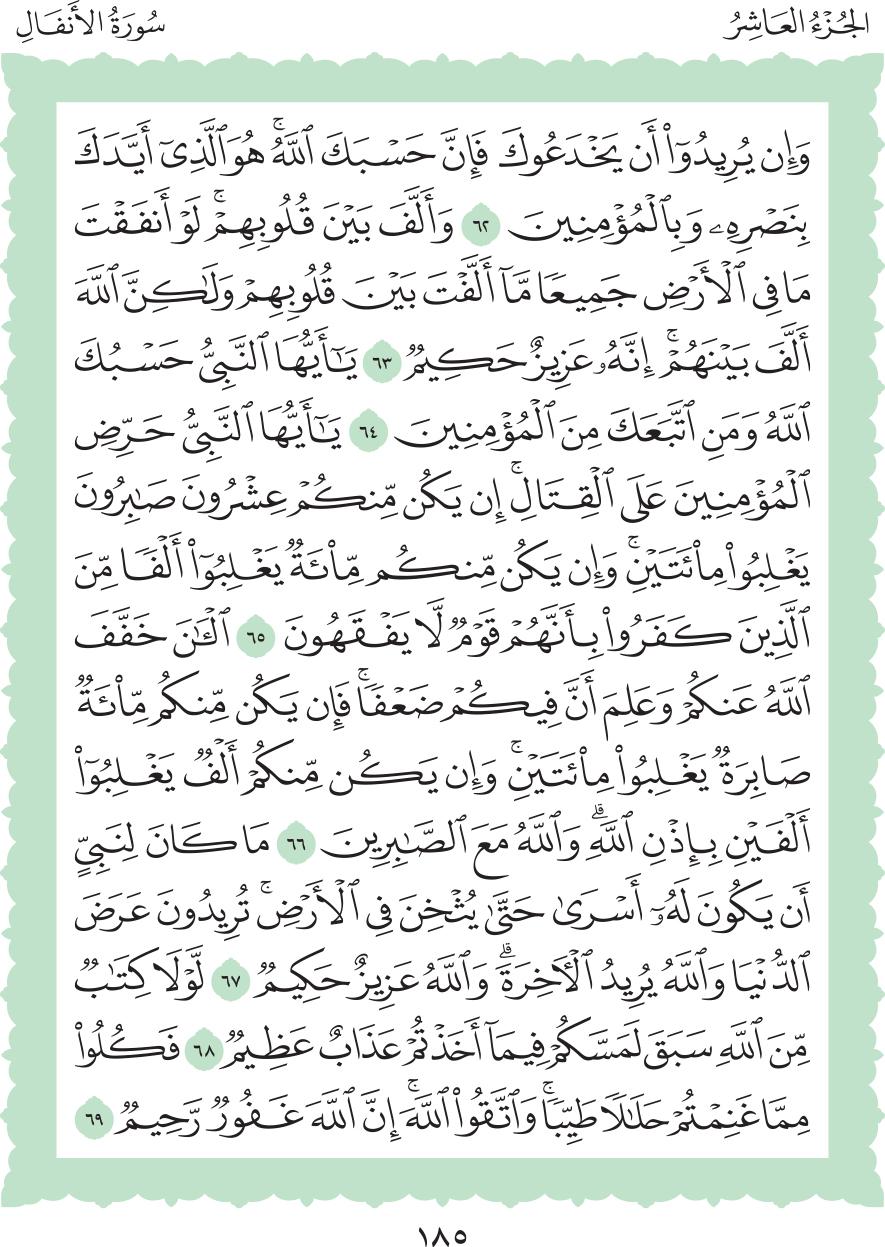 الجُزْءُ العَاشِرُ
سُورَةُ الأَنفَالِ
وَإِن يُرِيدُوٓاْ أَن يَخۡدَعُوكَ فَإِنَّ حَسۡبَكَ ٱللَّهُۚ هُوَ ٱلَّذِيٓ أَيَّدَكَ
بِنَصۡرِهِۦ وَبِٱلۡمُؤۡمِنِينَ ٦٢ وَأَلَّفَ بَيۡنَ قُلُوبِهِمۡۚ لَوۡ أَنفَقۡتَ
مَا فِي ٱلۡأَرۡضِ جَمِيعٗا مَّآ أَلَّفۡتَ بَيۡنَ قُلُوبِهِمۡ وَلَٰكِنَّ ٱللَّهَ
أَلَّفَ بَيۡنَهُمۡۚ إِنَّهُۥ عَزِيزٌ حَكِيمٞ ٦٣ يَٰٓأَيُّهَا ٱلنَّبِيُّ حَسۡبُكَ
ٱللَّهُ وَمَنِ ٱتَّبَعَكَ مِنَ ٱلۡمُؤۡمِنِينَ ٦٤ يَٰٓأَيُّهَا ٱلنَّبِيُّ حَرِّضِ
ٱلۡمُؤۡمِنِينَ عَلَى ٱلۡقِتَالِۚ إِن يَكُن مِّنكُمۡ عِشۡرُونَ صَٰبِرُونَ
يَغۡلِبُواْ مِاْئَتَيۡنِۚ وَإِن يَكُن مِّنكُم مِّاْئَةٞ يَغۡلِبُوٓاْ أَلۡفٗا مِّنَ
ٱلَّذِينَ كَفَرُواْ بِأَنَّهُمۡ قَوۡمٞ لَّا يَفۡقَهُونَ ٦٥ ٱلۡـَٰٔنَ خَفَّفَ
ٱللَّهُ عَنكُمۡ وَعَلِمَ أَنَّ فِيكُمۡ ضَعۡفٗاۚ فَإِن يَكُن مِّنكُم مِّاْئَةٞ
صَابِرَةٞ يَغۡلِبُواْ مِاْئَتَيۡنِۚ وَإِن يَكُن مِّنكُمۡ أَلۡفٞ يَغۡلِبُوٓاْ
أَلۡفَيۡنِ بِإِذۡنِ ٱللَّهِۗ وَٱللَّهُ مَعَ ٱلصَّٰبِرِينَ ٦٦ مَا كَانَ لِنَبِيٍّ
أَن يَكُونَ لَهُۥٓ أَسۡرَىٰ حَتَّىٰ يُثۡخِنَ فِي ٱلۡأَرۡضِۚ تُرِيدُونَ عَرَضَ
ٱلدُّنۡيَا وَٱللَّهُ يُرِيدُ ٱلۡأٓخِرَةَۗ وَٱللَّهُ عَزِيزٌ حَكِيمٞ ٦٧ لَّوۡلَا كِتَٰبٞ
مِّنَ ٱللَّهِ سَبَقَ لَمَسَّكُمۡ فِيمَآ أَخَذۡتُمۡ عَذَابٌ عَظِيمٞ ٦٨ فَكُلُواْ
مِمَّا غَنِمۡتُمۡ حَلَٰلٗا طَيِّبٗاۚ وَٱتَّقُواْ ٱللَّهَۚ إِنَّ ٱللَّهَ غَفُورٞ رَّحِيمٞ ٦٩
١٨٥